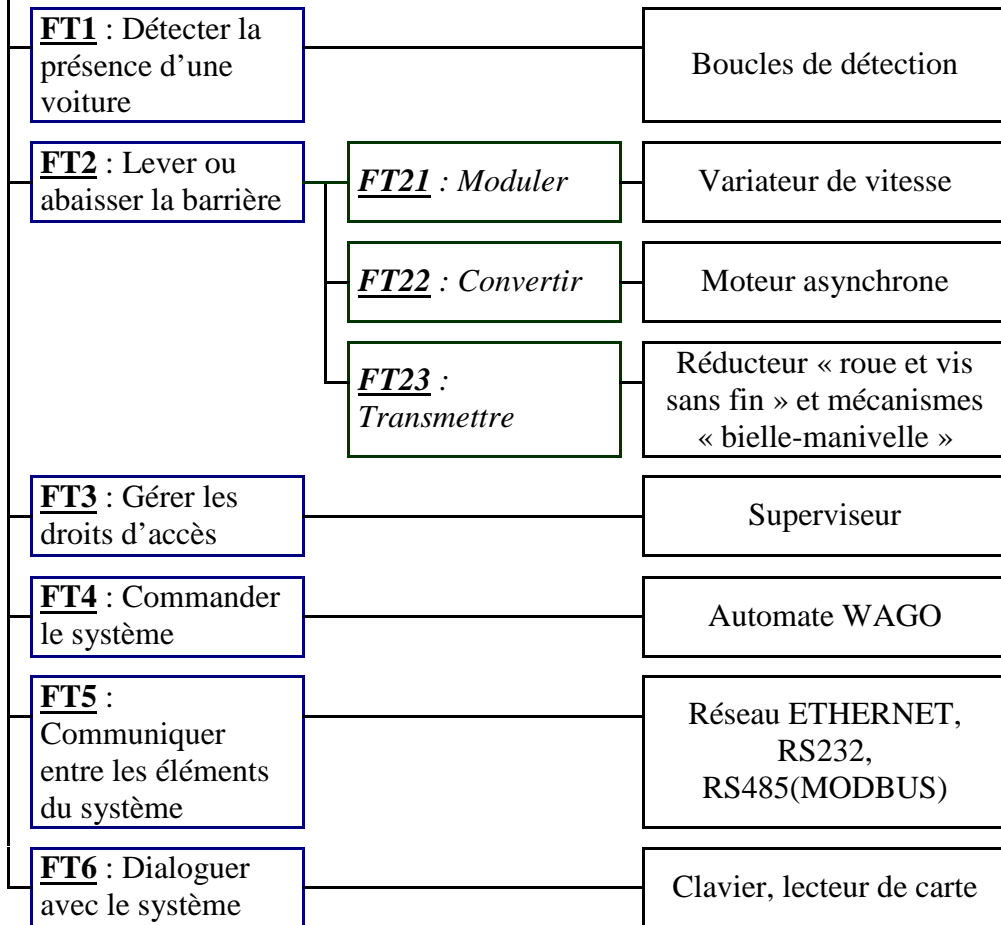 FT1 : Détecter la
présence d’une
voiture
Boucles de détection
FT2 : Lever ou
abaisser la barrière
FT21 : Moduler
Variateur de vitesse
FT22 : Convertir
Moteur asynchrone
FT23 :
Transmettre
Réducteur « roue et vis
sans fin » et mécanismes
« bielle-manivelle »
FT3 : Gérer les
droits d’accès
Superviseur
FT4 : Commander
le système
Automate WAGO
FT5 :
Communiquer
entre les éléments
du système
Réseau ETHERNET,
RS232,
RS485(MODBUS)
FT6 : Dialoguer
avec le système
Clavier, lecteur de carte